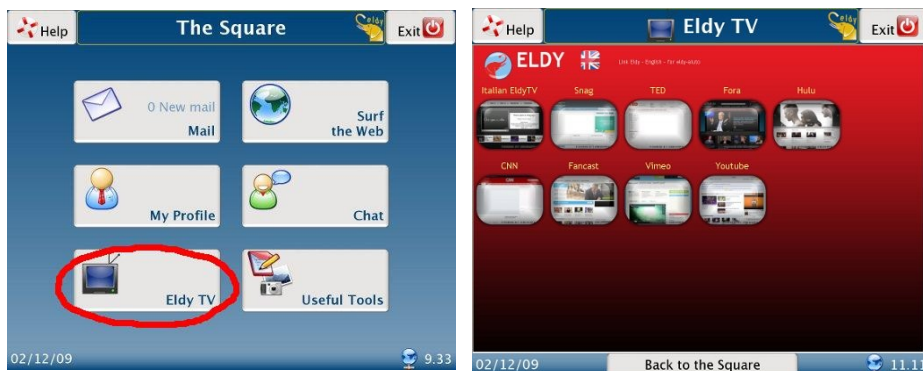 Help
The Square
Eldy
Exit
0 New mail
Mail
Surf
the Web
My Profile
Chat
Eldy TV
Useful Tools
02/12/09
9.33
Help
Eldy TV
Eldy
Exit
ELDY
Italian EldyTV
Snag
TED
Fora
Hulu
CNN
Fancast
Vimeo
Youtube
02/12/09
Back to the Square
11.11